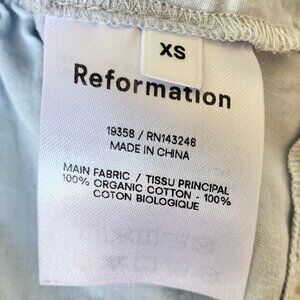 XS
Reformation
19358 / RN143246
MADE IN CHINA
MAIN FABRIC / TISSU PRINCIPAL
100% ORGANIC COTTON - 100%
COTON BIOLOGIQUE